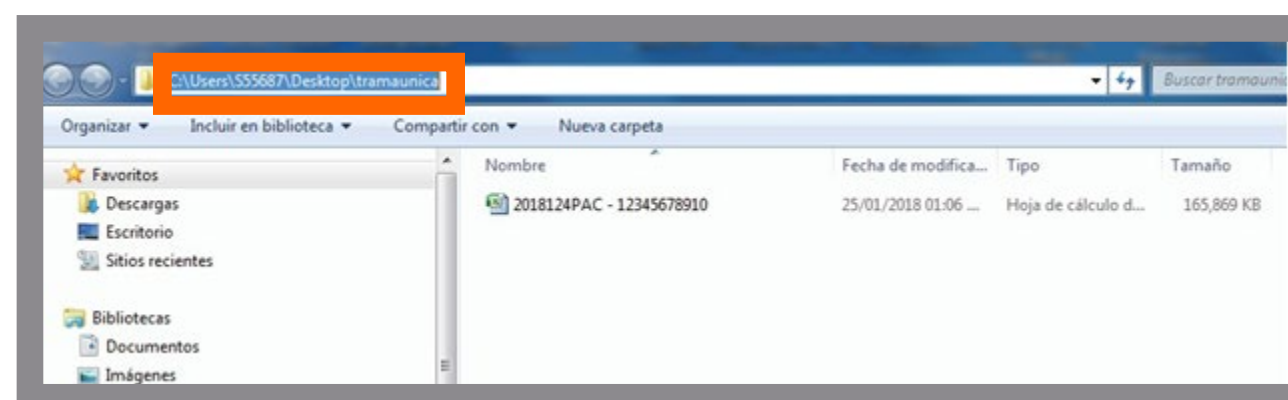 C:\Users\S55687\Desktop\tramaunica
Buscar tramaunic
Organizar
Incluir en biblioteca
Compartir con
Nueva carpeta
Favoritos
Descargas
Escritorio
Sitios recientes
Bibliotecas
Documentos
Imágenes
Nombre Fecha de modifica... Tipo Tamaño
2018124PAC - 12345678910 25/01/2018 01:06 ... Hoja de cálculo d... 165,869 KB